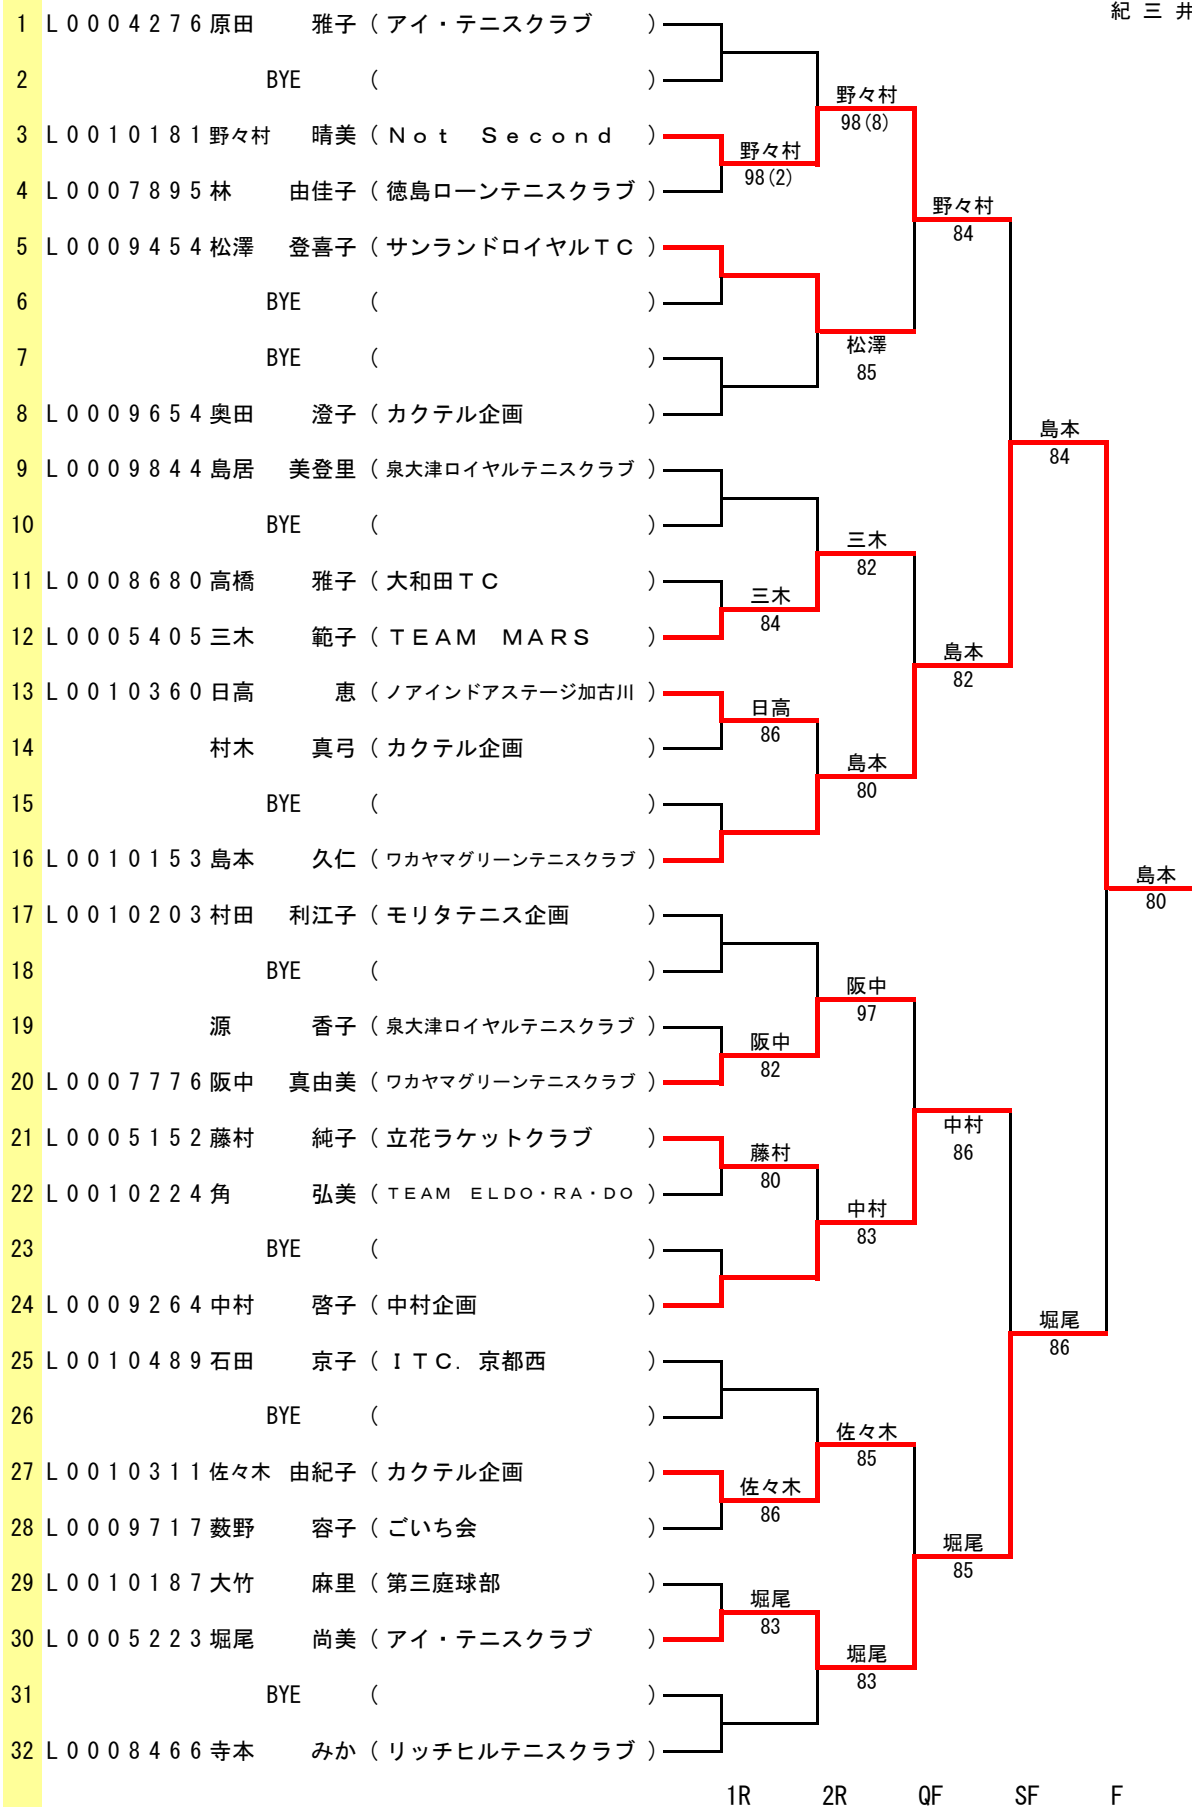 紀 三 井
1 L0004276 原田 雅子 ( アイ・テニスクラブ )
2 BYE ( )
野々村
98(8)
3 L0010181 野々村 晴美 ( Ｎｏｔ Ｓｅｃｏｎｄ )
野々村
98(2)
4 L0007895 林 由佳子 ( 徳島ローンテニスクラブ )
野々村
84
5 L0009454 松澤 登喜子 ( サンランドロイヤルＴＣ )
6 BYE ( )
松澤
85
7 BYE ( )
8 L0009654 奥田 澄子 ( カクテル企画 )
島本
84
9 L0009844 島居 美登里 ( 泉大津ロイヤルテニスクラブ )
10 BYE ( )
三木
82
11 L0008680 高橋 雅子 ( 大和田ＴＣ )
三木
84
12 L0005405 三木 範子 ( ＴＥＡＭ ＭＡＲＳ )
島本
82
13 L0010360 日高 恵 ( ノアインドアステージ加古川 )
日高
86
14 村木 真弓 ( カクテル企画 )
島本
80
15 BYE ( )
16 L0010153 島本 久仁 ( ワカヤマグリーンテニスクラブ )
島本
80
17 L0010203 村田 利江子 ( モリタテニス企画 )
18 BYE ( )
阪中
97
19 源 香子 ( 泉大津ロイヤルテニスクラブ )
阪中
82
20 L0007776 阪中 真由美 ( ワカヤマグリーンテニスクラブ )
中村
86
21 L0005152 藤村 純子 ( 立花ラケットクラブ )
藤村
80
22 L0010224 角 弘美 ( ＴＥＡＭ ＥＬＤＯ・ＲＡ・ＤＯ )
中村
83
23 BYE ( )
24 L0009264 中村 啓子 ( 中村企画 )
堀尾
86
25 L0010489 石田 京子 ( ＩＴＣ．京都西 )
26 BYE ( )
佐々木
85
27 L0010311 佐々木 由紀子 ( カクテル企画 )
佐々木
86
28 L0009717 薮野 容子 ( ごいち会 )
堀尾
85
29 L0010187 大竹 麻里 ( 第三庭球部 )
堀尾
83
30 L0005223 堀尾 尚美 ( アイ・テニスクラブ )
堀尾
83
31 BYE ( )
32 L0008466 寺本 みか ( リッチヒルテニスクラブ )
1R 2R QF SF F